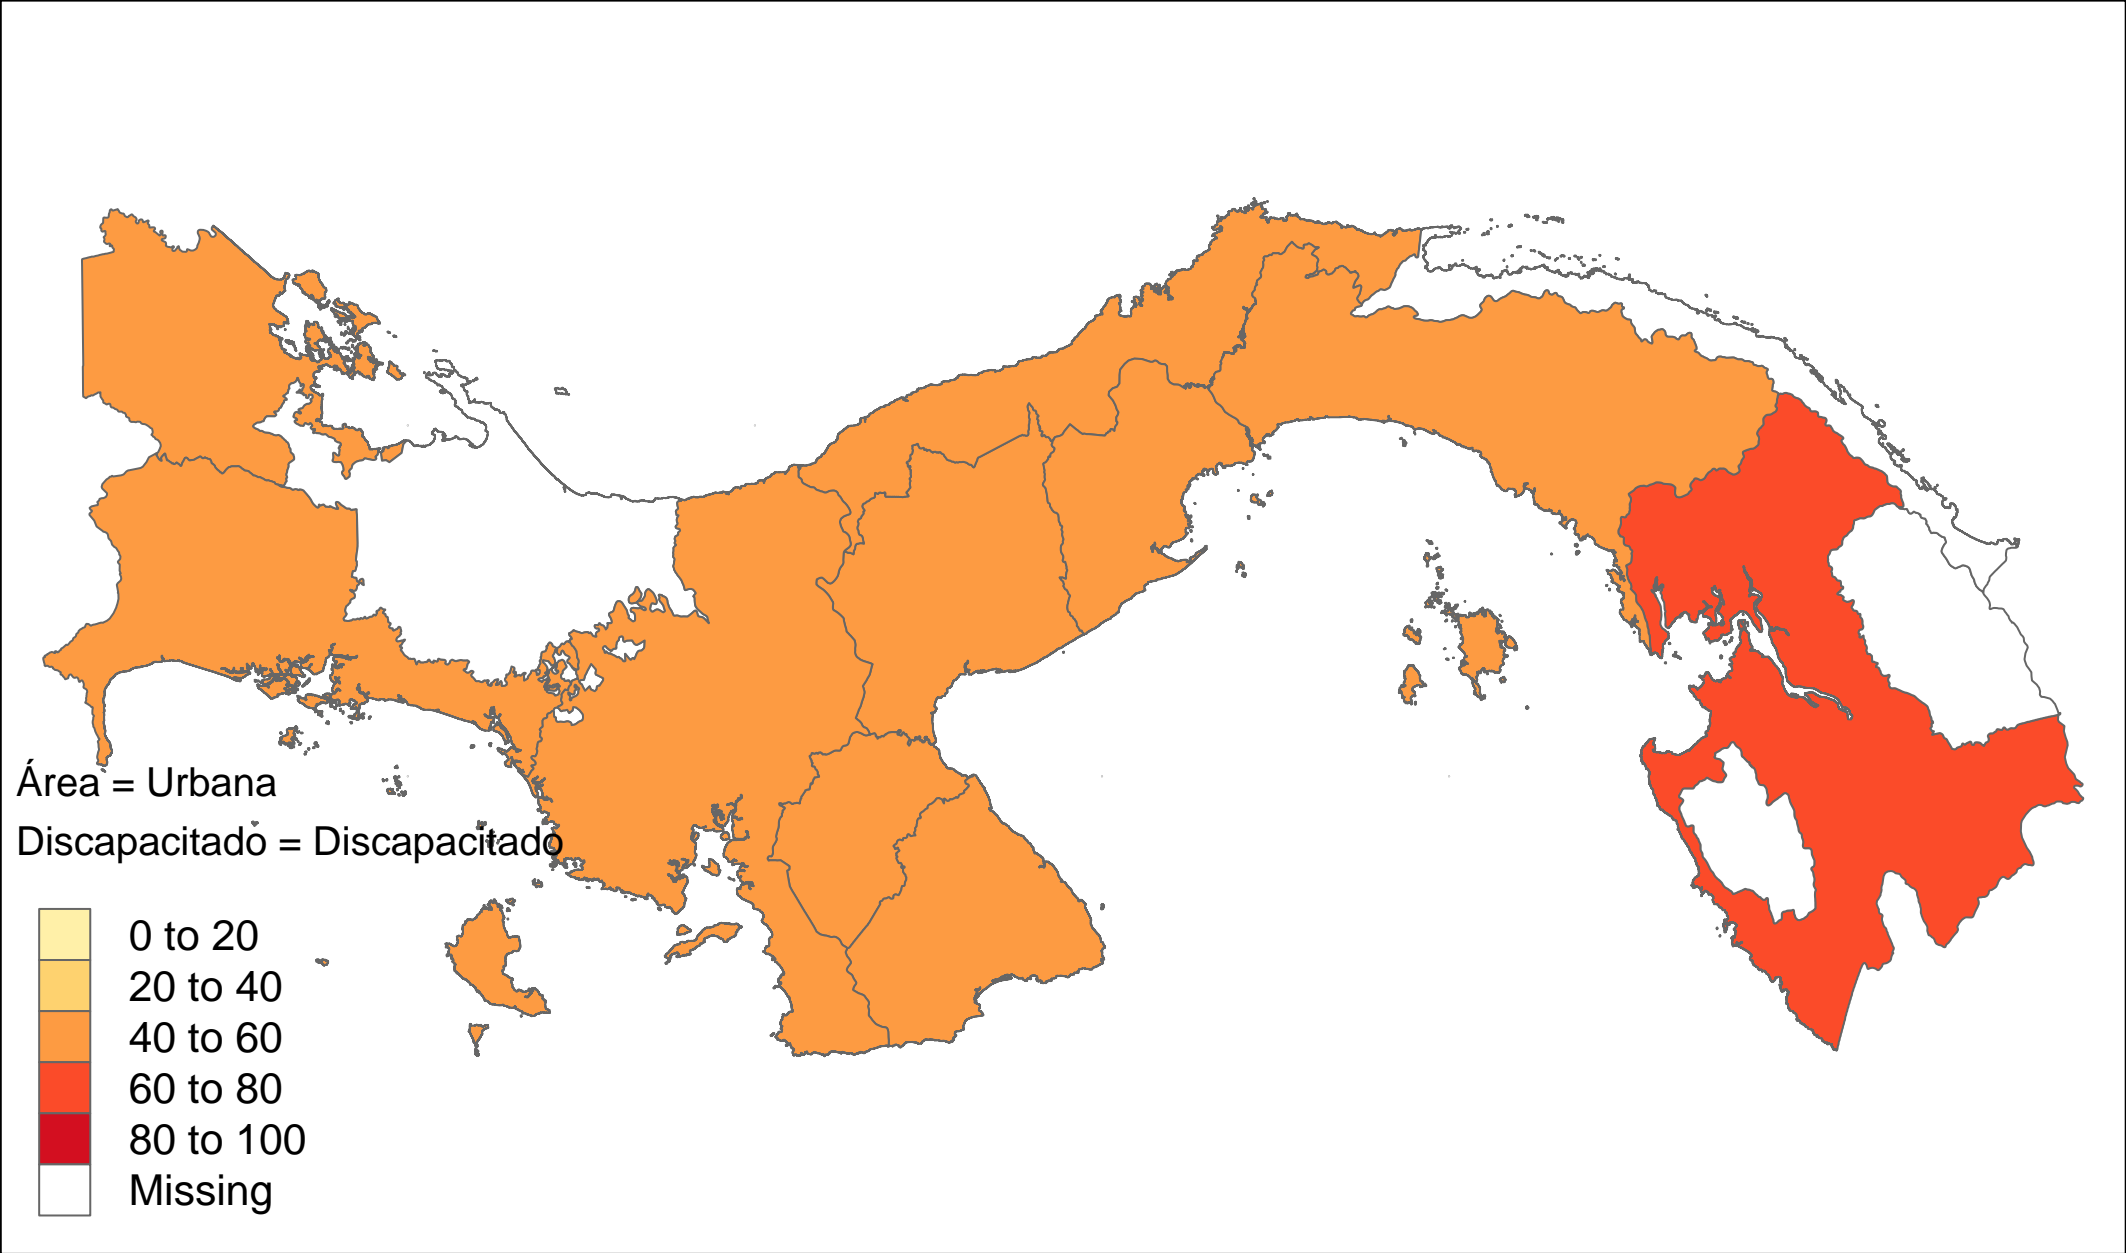 Área = Urbana
Discapacitado = Discapacitado
0 to 20
20 to 40
40 to 60
60 to 80
80 to 100
Missing